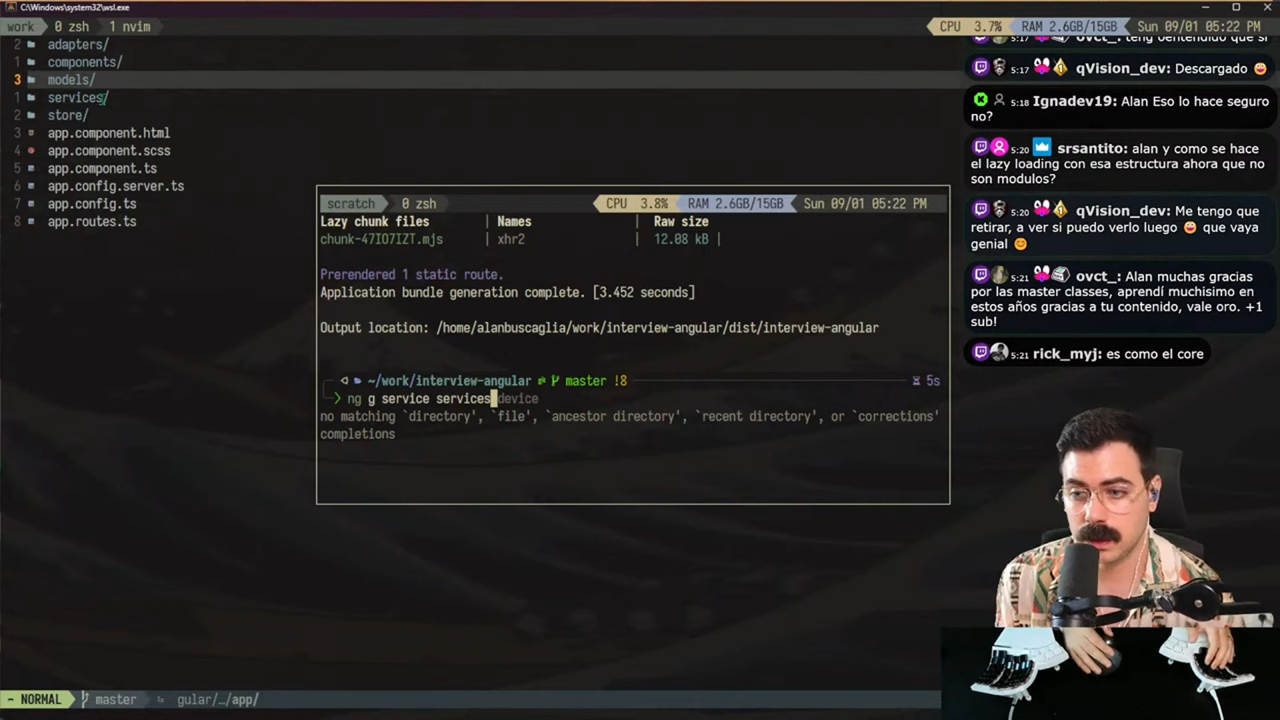 C:\Windows\system32\wsl.exe
work 0 zsh 1 nvim
CPU 3.7% RAM 2.6GB/15GB Sun 09/01 05:22 PM
2 adapters/
1 components/
3 models/
1 services/
2 store/
3 app.component.html
4 app.component.scss
5 app.component.ts
6 app.config.server.ts
7 app.config.ts
8 app.routes.ts
scratch 0 zsh CPU 3.8% RAM 2.6GB/15GB Sun 09/01 05:22 PM
Lazy chunk files | Names | Raw size
chunk-47IO7IZT.mjs | xhr2 | 12.08 kB |
Prerendered 1 static route.
Application bundle generation complete. [3.452 seconds]
Output location: /home/alanbuscaglia/work/interview-angular/dist/interview-angular
~/work/interview-angular master !8 5s
ng g service servicesdevice
no matching `directory', `file', `ancestor directory', `recent directory', or `corrections'
completions
5:17 ovct_:
5:17 qVision_dev: Descargado
5:18 Ignadev19: Alan Eso lo hace seguro
no?
5:20 srsantito: alan y como se hace
el lazy loading con esa estructura ahora que no
son modulos?
5:20 qVision_dev: Me tengo que
retirar, a ver si puedo verlo luego que vaya
genial
5:21 ovct_: Alan muchas gracias
por las master classes, aprendí muchisimo en
estos años gracias a tu contenido, vale oro. +1
sub!
5:21 rick_myj: es como el core
~ NORMAL master gular/…/app/